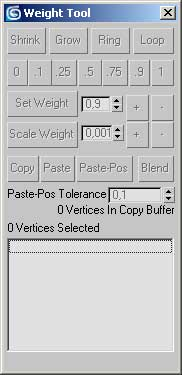 Weight Tool
Shrink Grow Ring Loop
0 .1 .25 .5 .75 .9 1
Set Weight 0,9 + -
Scale Weight 0,001 + -
Copy Paste Paste-Pos Blend
Paste-Pos Tolerance 0,1
0 Vertices In Copy Buffer
0 Vertices Selected